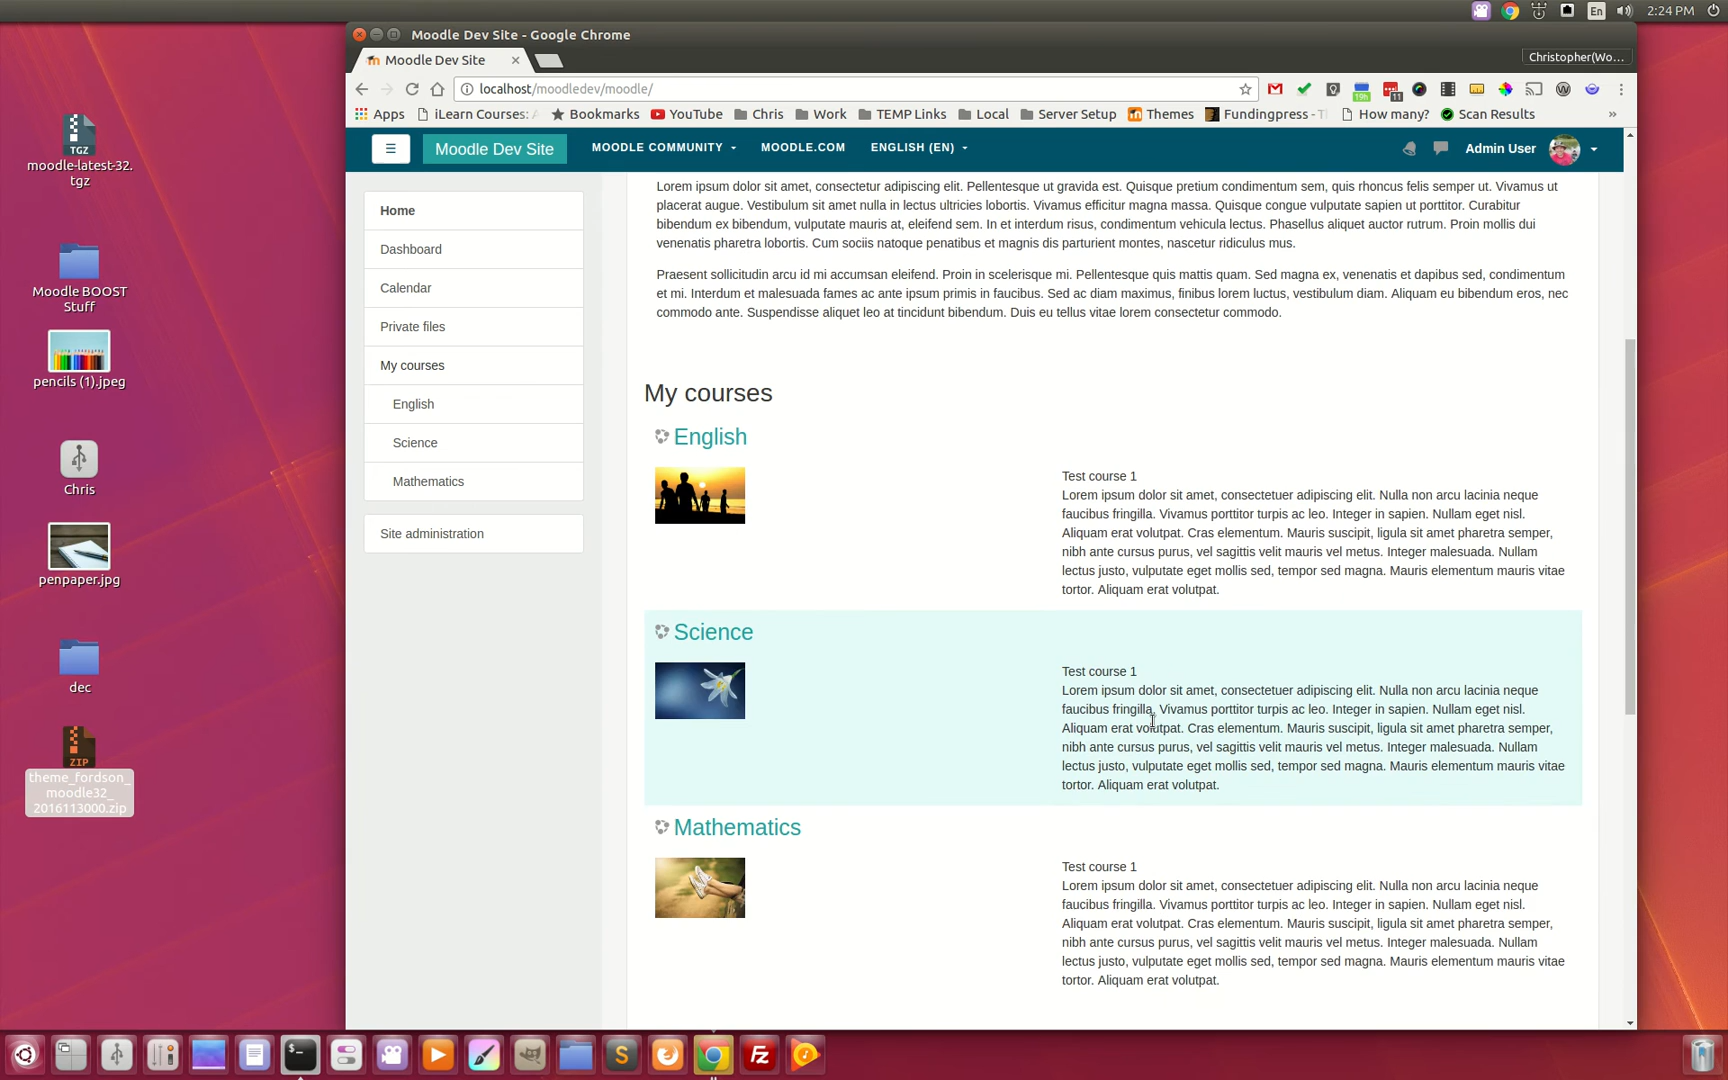 En
2:24 PM
Moodle Dev Site - Google Chrome
Moodle Dev Site
Christopher(Wo...
localhost/moodledev/moodle/
19h
11
Apps
iLearn Courses:
Bookmarks
YouTube
Chris
Work
TEMP Links
Local
Server Setup
Themes
Fundingpress -
How many?
Scan Results
Moodle Dev Site
MOODLE COMMUNITY
MOODLE.COM
ENGLISH (EN)
Admin User
TGZ
moodle-latest-32.
tgz
Moodle BOOST
Stuff
pencils (1).jpeg
Chris
penpaper.jpg
dec
ZIP
theme_fordson_
moodle32_
2016113000.zip
Home
Dashboard
Calendar
Private files
My courses
English
Science
Mathematics
Site administration
Lorem ipsum dolor sit amet, consectetur adipiscing elit. Pellentesque ut gravida est. Quisque pretium condimentum sem, quis rhoncus felis semper ut. Vivamus ut
placerat augue. Vestibulum sit amet nulla in lectus ultricies lobortis. Vivamus efficitur magna massa. Quisque congue vulputate sapien ut porttitor. Curabitur
bibendum ex bibendum, vulputate mauris at, eleifend sem. In et interdum risus, condimentum vehicula lectus. Phasellus aliquet auctor rutrum. Proin mollis dui
venenatis pharetra lobortis. Cum sociis natoque penatibus et magnis dis parturient montes, nascetur ridiculus mus.
Praesent sollicitudin arcu id mi accumsan eleifend. Proin in scelerisque mi. Pellentesque quis mattis quam. Sed magna ex, venenatis et dapibus sed, condimentum
et mi. Interdum et malesuada fames ac ante ipsum primis in faucibus. Sed ac diam maximus, finibus lorem luctus, vestibulum diam. Aliquam eu bibendum eros, nec
commodo ante. Suspendisse aliquet leo at tincidunt bibendum. Duis eu tellus vitae lorem consectetur commodo.
My courses
English
Test course 1
Lorem ipsum dolor sit amet, consectetuer adipiscing elit. Nulla non arcu lacinia neque
faucibus fringilla. Vivamus porttitor turpis ac leo. Integer in sapien. Nullam eget nisl.
Aliquam erat volutpat. Cras elementum. Mauris suscipit, ligula sit amet pharetra semper,
nibh ante cursus purus, vel sagittis velit mauris vel metus. Integer malesuada. Nullam
lectus justo, vulputate eget mollis sed, tempor sed magna. Mauris elementum mauris vitae
tortor. Aliquam erat volutpat.
Science
Test course 1
Lorem ipsum dolor sit amet, consectetuer adipiscing elit. Nulla non arcu lacinia neque
faucibus fringilla. Vivamus porttitor turpis ac leo. Integer in sapien. Nullam eget nisl.
Aliquam erat volutpat. Cras elementum. Mauris suscipit, ligula sit amet pharetra semper,
nibh ante cursus purus, vel sagittis velit mauris vel metus. Integer malesuada. Nullam
lectus justo, vulputate eget mollis sed, tempor sed magna. Mauris elementum mauris vitae
tortor. Aliquam erat volutpat.
Mathematics
Test course 1
Lorem ipsum dolor sit amet, consectetuer adipiscing elit. Nulla non arcu lacinia neque
faucibus fringilla. Vivamus porttitor turpis ac leo. Integer in sapien. Nullam eget nisl.
Aliquam erat volutpat. Cras elementum. Mauris suscipit, ligula sit amet pharetra semper,
nibh ante cursus purus, vel sagittis velit mauris vel metus. Integer malesuada. Nullam
lectus justo, vulputate eget mollis sed, tempor sed magna. Mauris elementum mauris vitae
tortor. Aliquam erat volutpat.